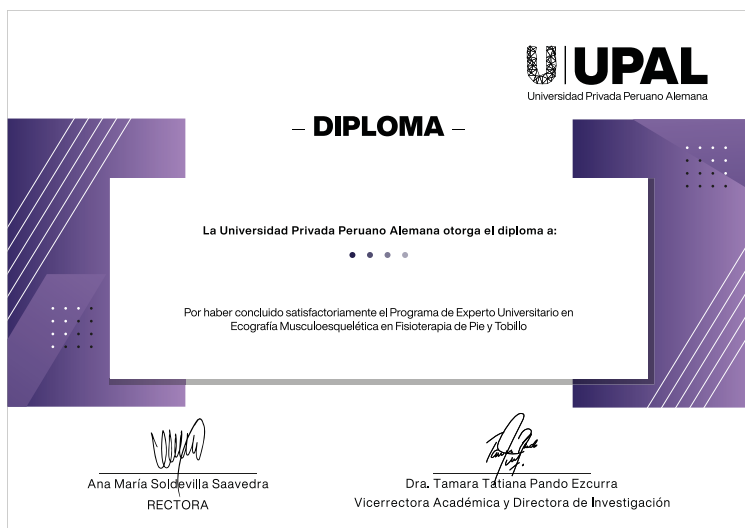 UPAL
Universidad Privada Peruano Alemana
– DIPLOMA –
La Universidad Privada Peruano Alemana otorga el diploma a:
Por haber concluido satisfactoriamente el Programa de Experto Universitario en
Ecografía Musculoesquelética en Fisioterapia de Pie y Tobillo
Ana María Soldevilla Saavedra
RECTORA
Dra. Tamara Tatiana Pando Ezcurra
Vicerrectora Académica y Directora de Investigación